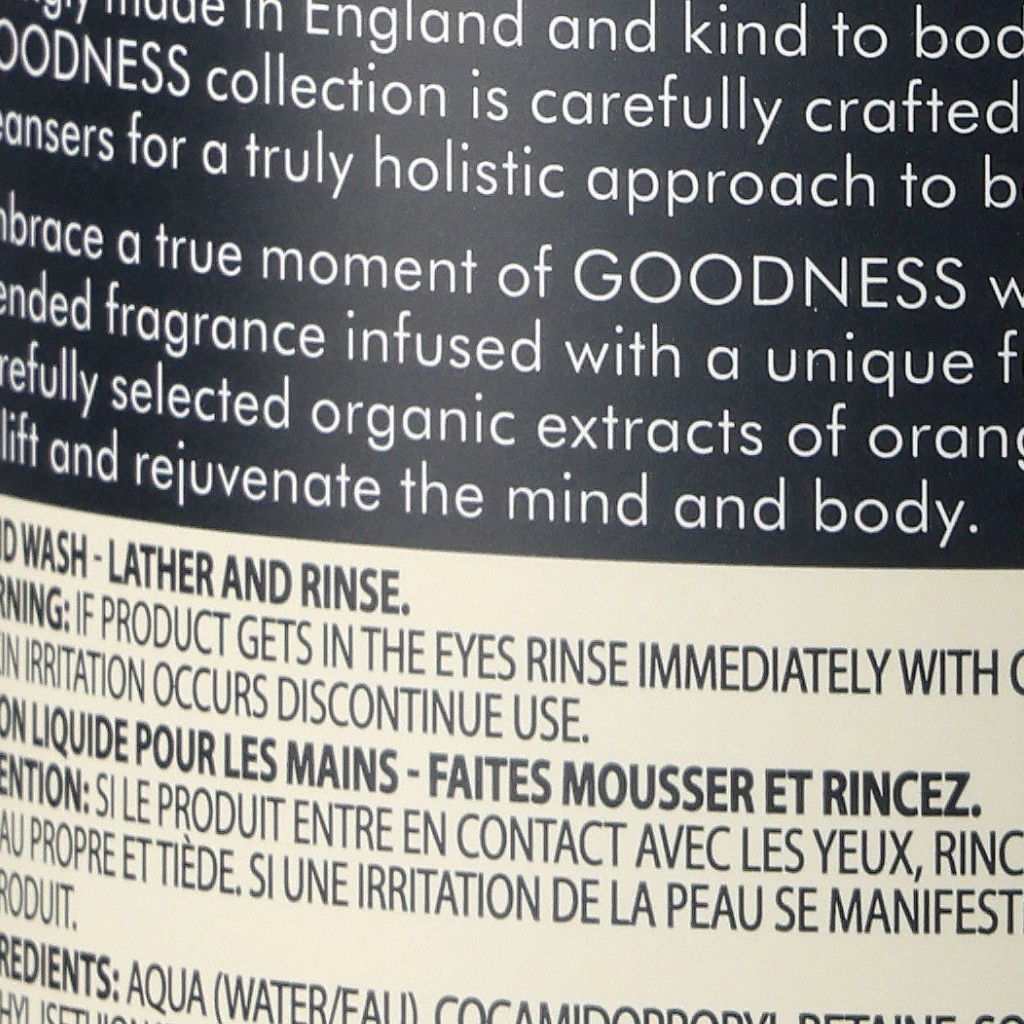 made in England and kind to bod
OODNESS collection is carefully crafted
eansers for a truly holistic approach to b
mbrace a true moment of GOODNESS w
ended fragrance infused with a unique f
refully selected organic extracts of orang
lift and rejuvenate the mind and body.
D WASH - LATHER AND RINSE.
RNING: IF PRODUCT GETS IN THE EYES RINSE IMMEDIATELY WITH C
IN IRRITATION OCCURS DISCONTINUE USE.
ON LIQUIDE POUR LES MAINS - FAITES MOUSSER ET RINCEZ.
ENTION: SI LE PRODUIT ENTRE EN CONTACT AVEC LES YEUX, RINC
AU PROPRE ET TIÈDE. SI UNE IRRITATION DE LA PEAU SE MANIFEST
RODUIT.
REDIENTS: AQUA (WATER/EAU), COCAMIDOPROPYL BETAINE, SO